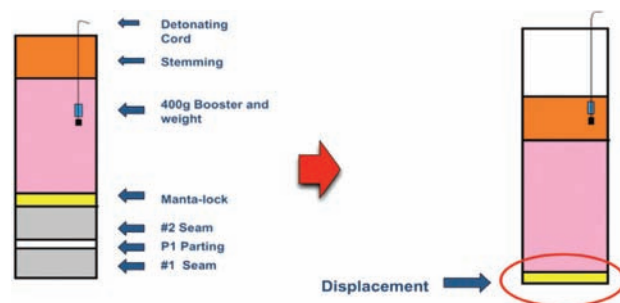 Detonating
Cord
Stemming
400g Booster and
weight
Manta-lock
#2 Seam
P1 Parting
#1 Seam
Displacement